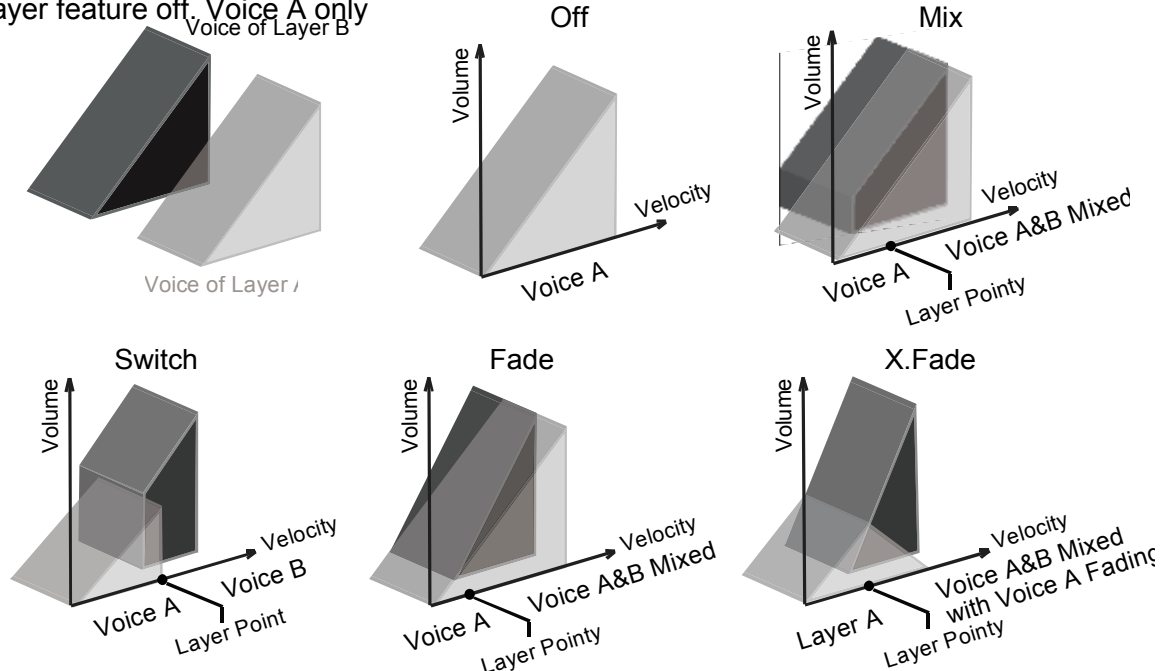 ayer feature off. Voice A only
Voice of Layer B
Voice of Layer
Off
Volume
Velocity
Voice A
Mix
Volume
Velocity
Voice A&B Mixed
Voice A
Layer Pointy
Switch
Volume
Velocity
Voice B
Voice A
Layer Point
Fade
Volume
Velocity
Voice A&B Mixed
Voice A
Layer Pointy
X.Fade
Volume
Velocity
Voice A&B Mixed
with Voice A Fading
Layer A
Layer Pointy